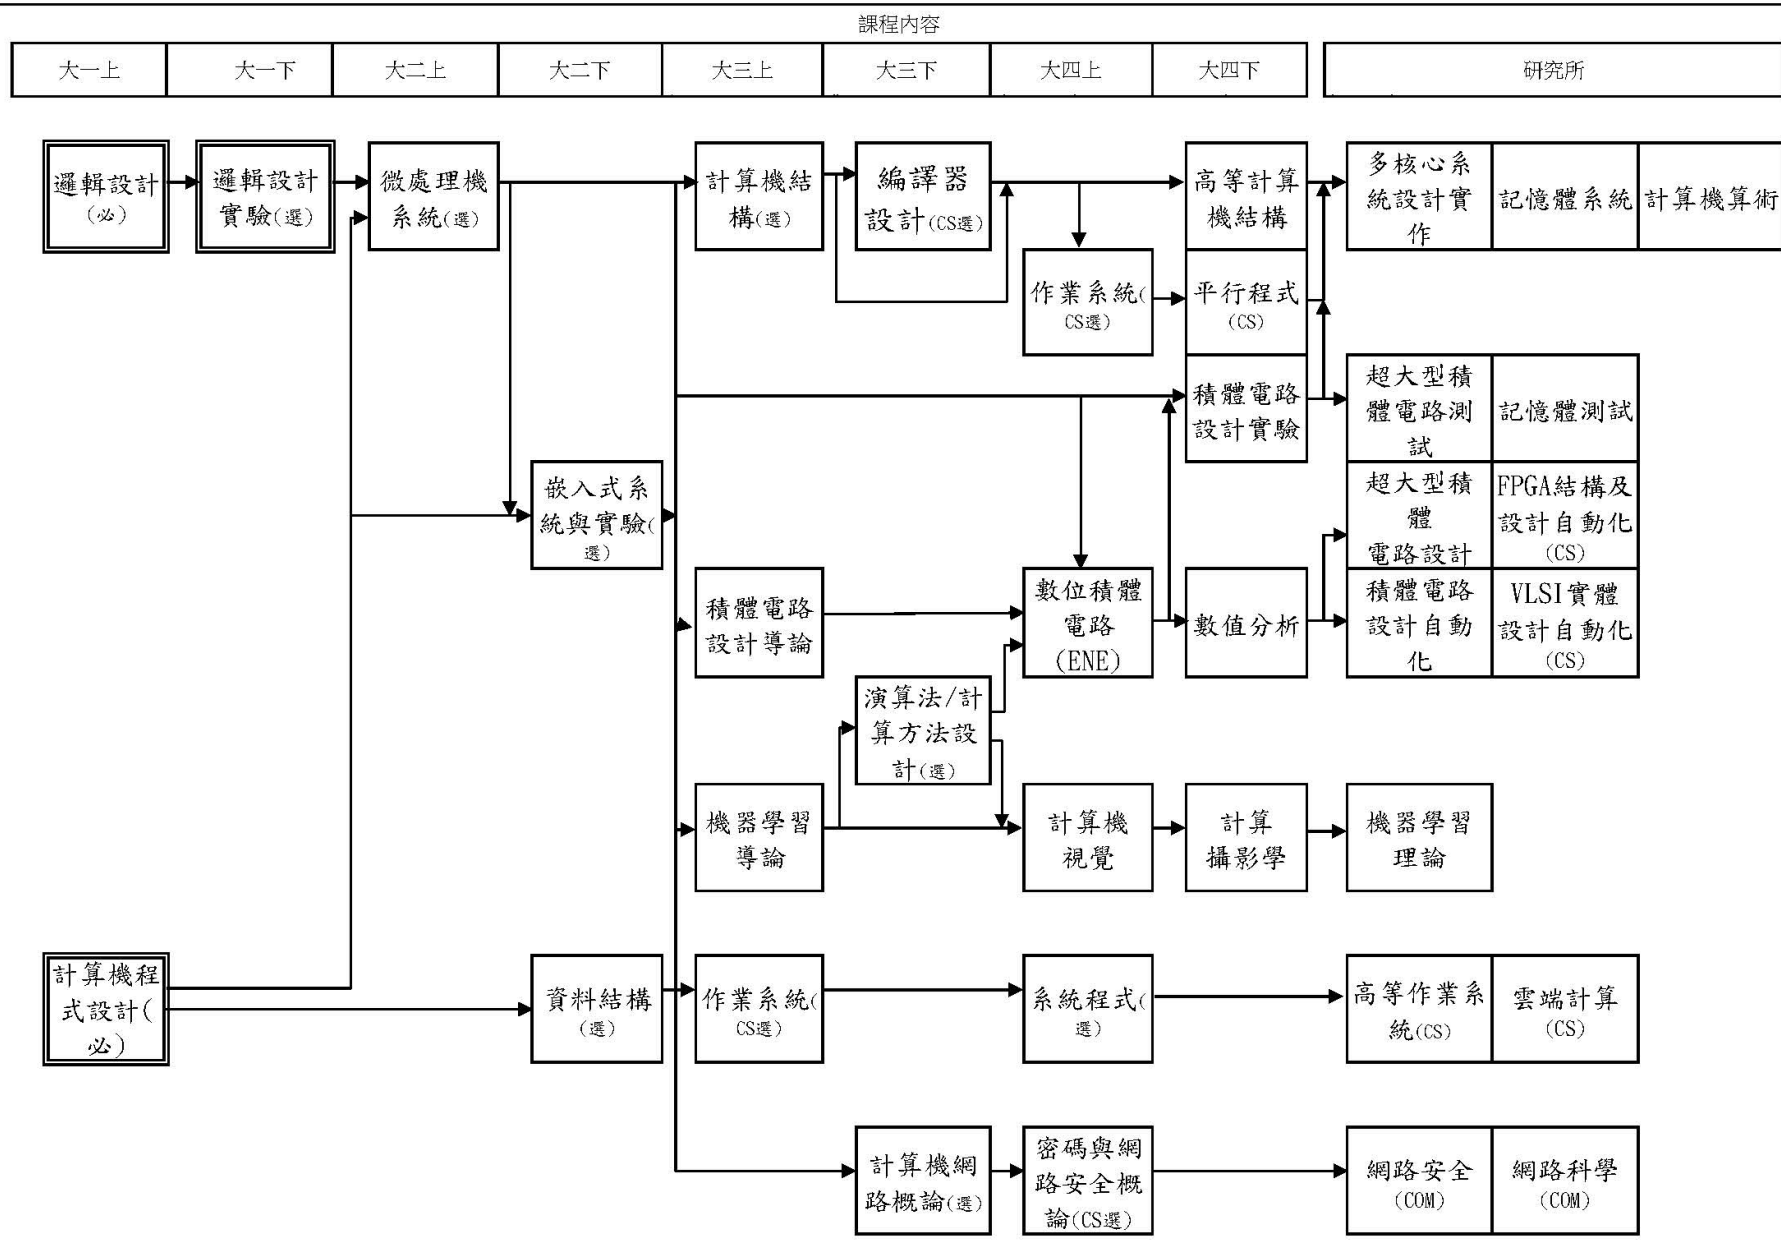 課程內容
大一上
大一下
大二上
大二下
大三上
大三下
大四上
大四下
研究所
邏輯設計
(必)
邏輯設計
實驗(選)
微處理機
系統(選)
計算機結
構(選)
編譯器
設計(CS選)
高等計算
機結構
多核心系
統設計實
作
記憶體系統
計算機算術
作業系統(
CS選)
平行程式
(CS)
積體電路
設計實驗
超大型積
體電路測
試
記憶體測試
嵌入式系
統與實驗(
選)
超大型積
體
電路設計
FPGA結構及
設計自動化
(CS)
積體電路
設計導論
數位積體
電路
(ENE)
數值分析
積體電路
設計自動
化
VLSI實體
設計自動化
(CS)
演算法/計
算方法設
計(選)
機器學習
導論
計算機
視覺
計算
攝影學
機器學習
理論
計算機程
式設計(
必)
資料結構
(選)
作業系統(
CS選)
系統程式(
選)
高等作業系
統(CS)
雲端計算
(CS)
計算機網
路概論(選)
密碼與網
路安全概
論(CS選)
網路安全
(COM)
網路科學
(COM)